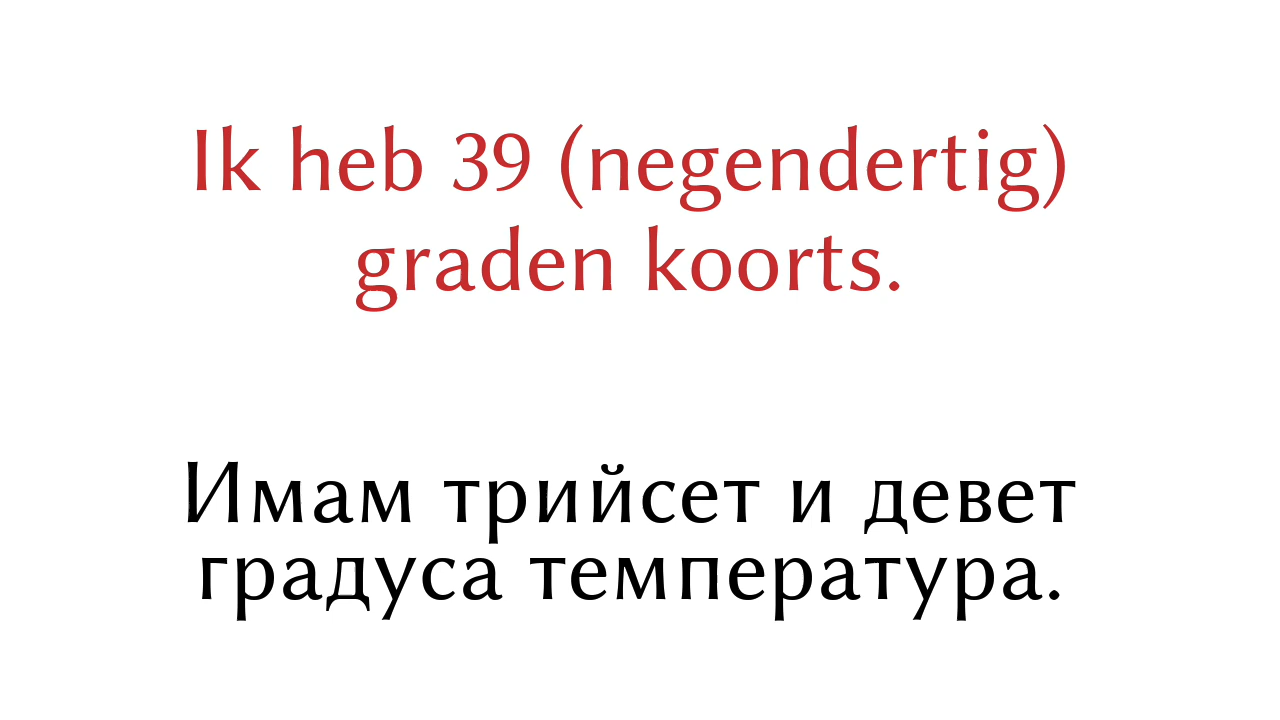 Ik heb 39 (negendertig)
graden koorts.
Имам трийсет и девет
градуса температура.